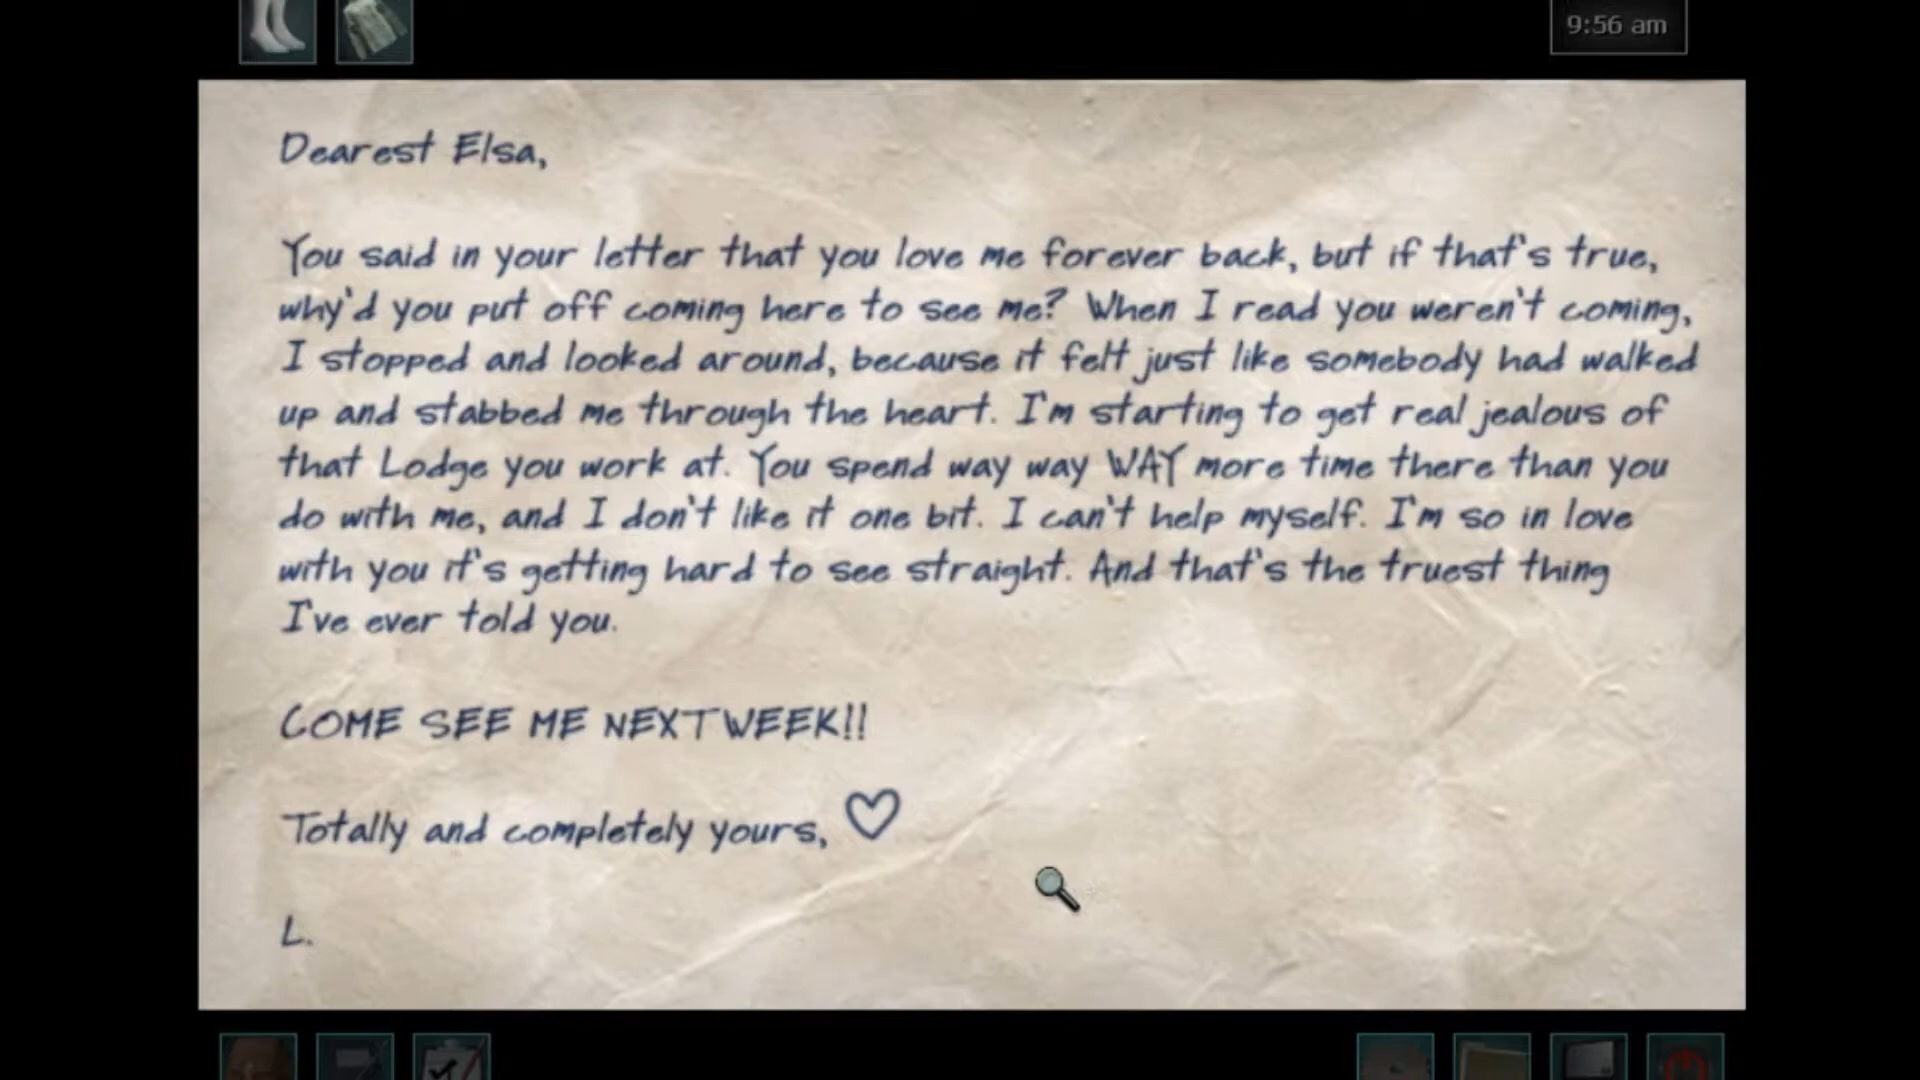 9:56 am
Dearest Elsa,
You said in your letter that you love me forever back, but if that's true,
why'd you put off coming here to see me? When I read you weren't coming,
I stopped and looked around, because it felt just like somebody had walked
up and stabbed me through the heart. I'm starting to get real jealous of
that Lodge you work at. You spend way way WAY more time there than you
do with me, and I don't like it one bit. I can't help myself. I'm so in love
with you it's getting hard to see straight. And that's the truest thing
I've ever told you.
COME SEE ME NEXT WEEK!!
Totally and completely yours,
L.